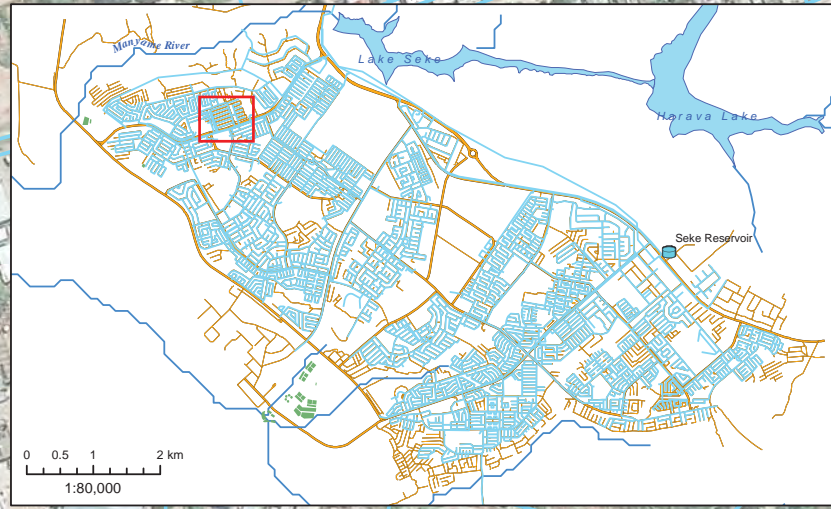 Manyame River
Lake Seke
Harava Lake
Seke Reservoir
0 0.5 1 2 km
1:80,000